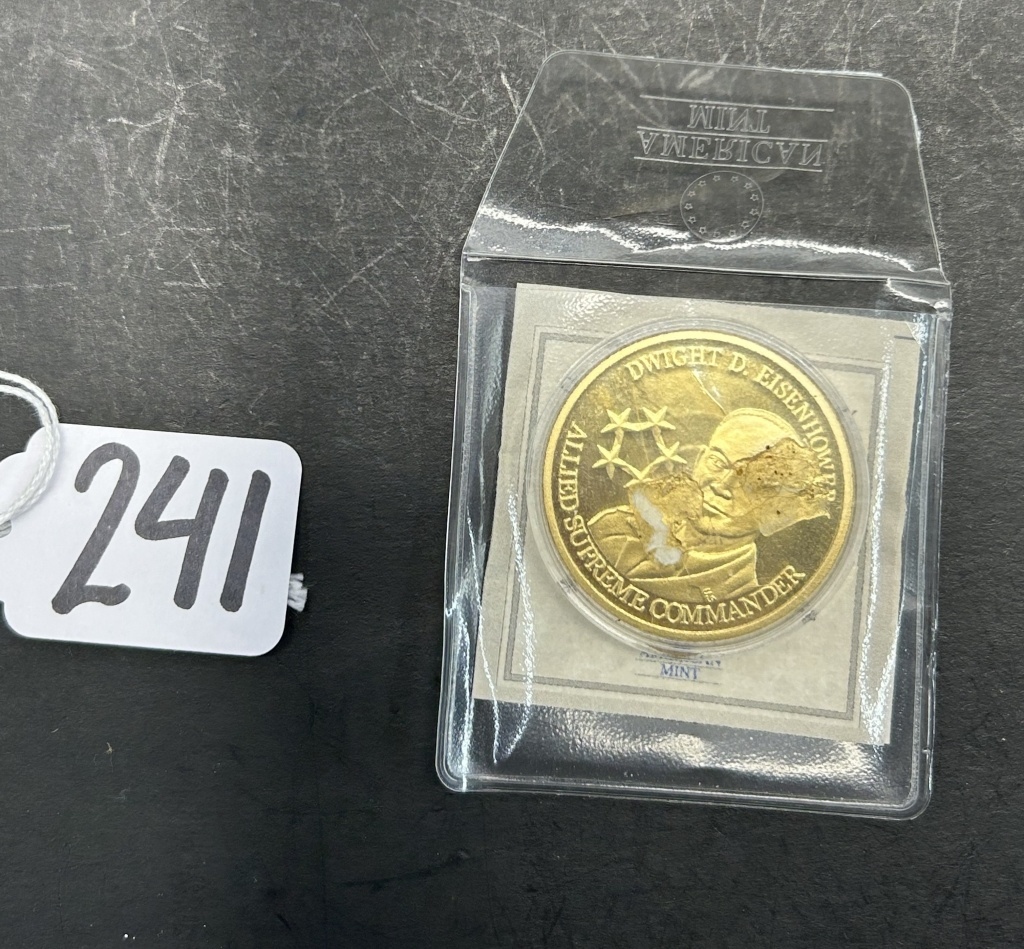 AMERICAN
MINT
DWIGHT D. EISENHOWER
ALLIED SUPREME COMMANDER
MINT
241